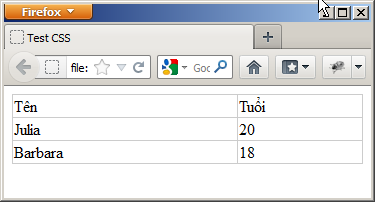 Firefox
Test CSS
file:
Goo
Tên Tuổi
Julia 20
Barbara 18